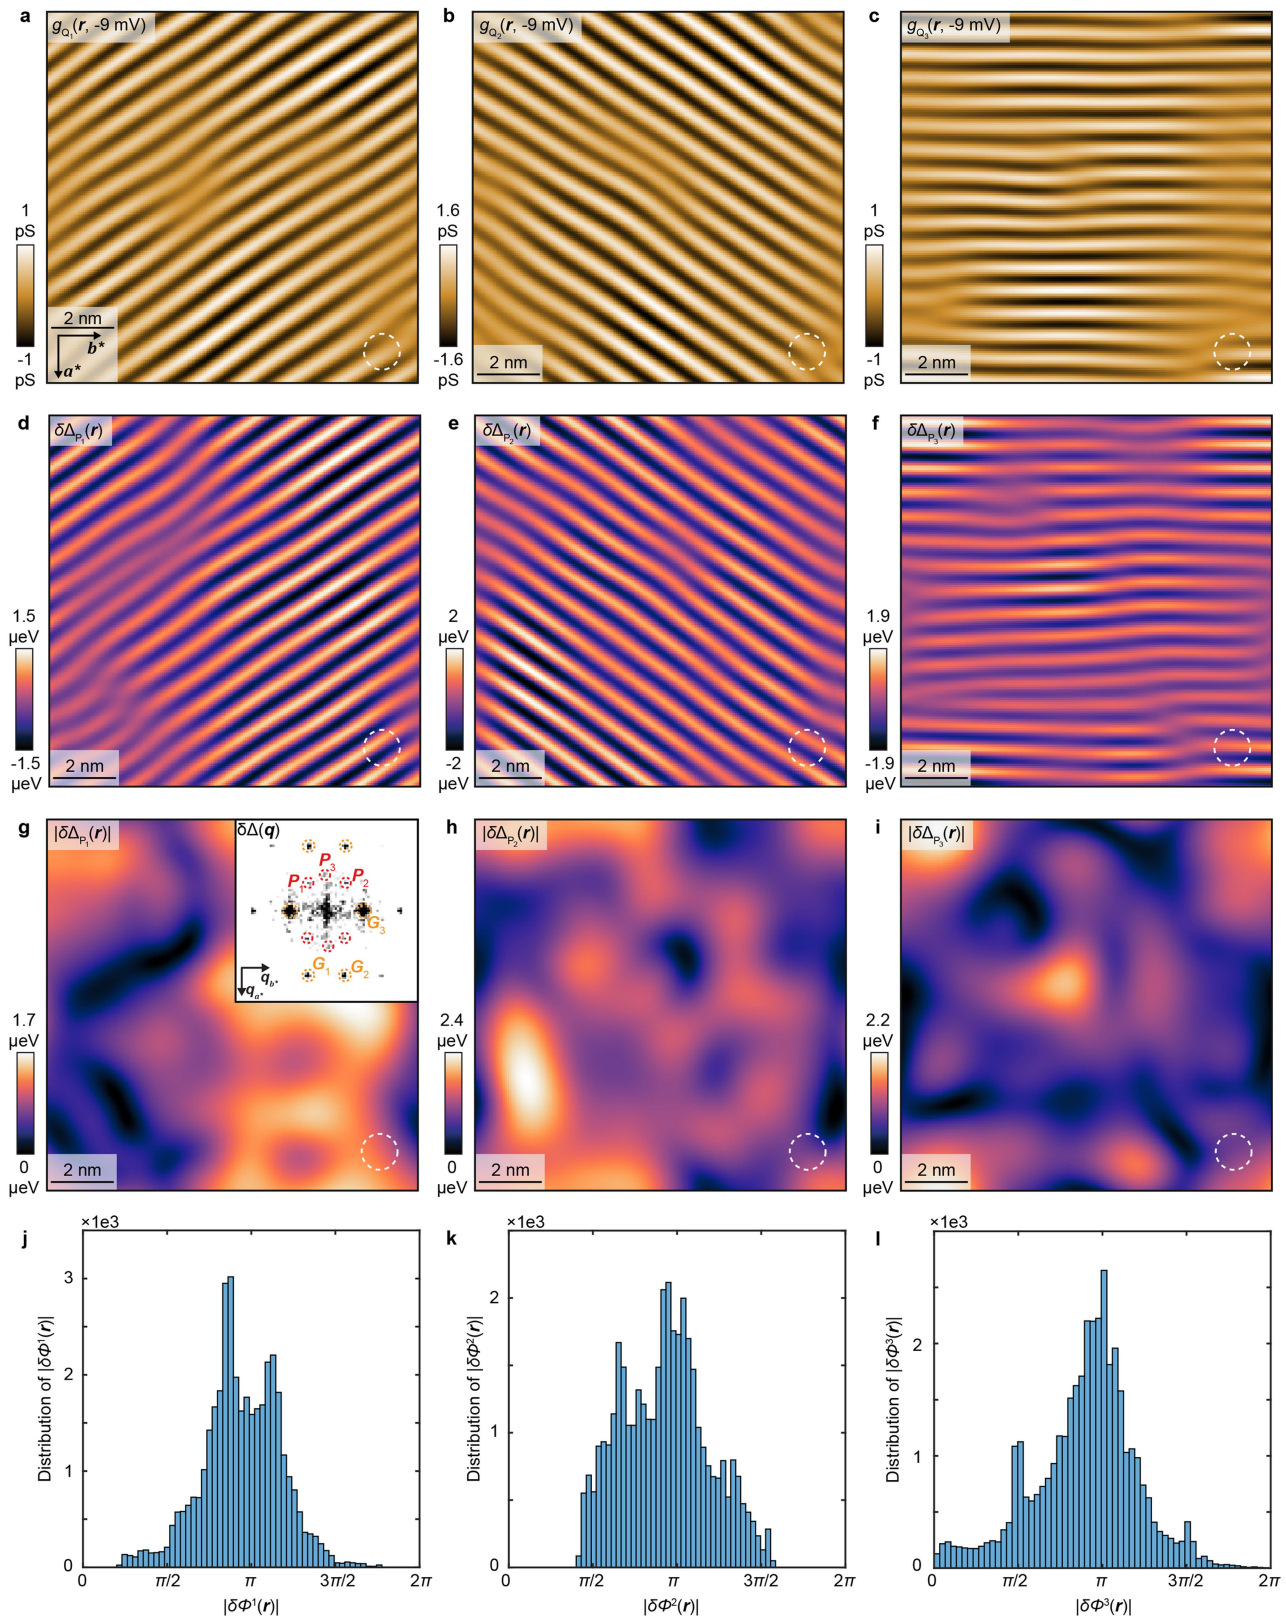 a
g_Q₁(r, -9 mV)
1
pS
-1
pS
2 nm
b*
a*
b
g_Q₂(r, -9 mV)
1.6
pS
-1.6
pS
2 nm
c
g_Q₃(r, -9 mV)
1
pS
-1
pS
2 nm
d
δΔ_P₁(r)
1.5
μeV
-1.5
μeV
2 nm
e
δΔ_P₂(r)
2
μeV
-2
μeV
2 nm
f
δΔ_P₃(r)
1.9
μeV
-1.9
μeV
2 nm
g
|δΔ_P₁(r)|
δΔ(q)
P₃
P₁
P₂
G₃
G₁
G₂
q_b*
q_a*
1.7
μeV
0
μeV
2 nm
h
|δΔ_P₂(r)|
2.4
μeV
0
μeV
2 nm
i
|δΔ_P₃(r)|
2.2
μeV
0
μeV
2 nm
j
×1e3
Distribution of |δΦ¹(r)|
3
2
1
0
0 π/2 π 3π/2 2π
|δΦ¹(r)|
k
×1e3
Distribution of |δΦ²(r)|
2
1
0
0 π/2 π 3π/2 2π
|δΦ²(r)|
l
×1e3
Distribution of |δΦ³(r)|
2
1
0
0 π/2 π 3π/2 2π
|δΦ³(r)|